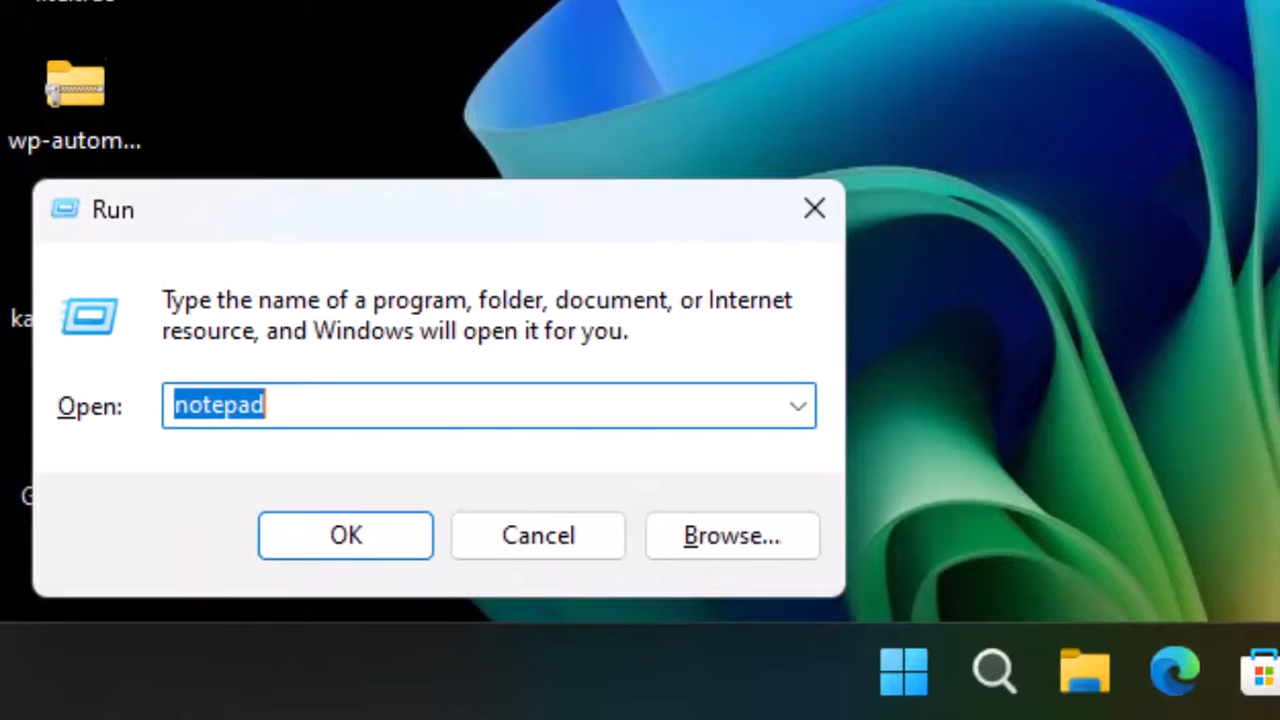 wp-autom...
Run
Type the name of a program, folder, document, or Internet
resource, and Windows will open it for you.
Open:
notepad
OK
Cancel
Browse...